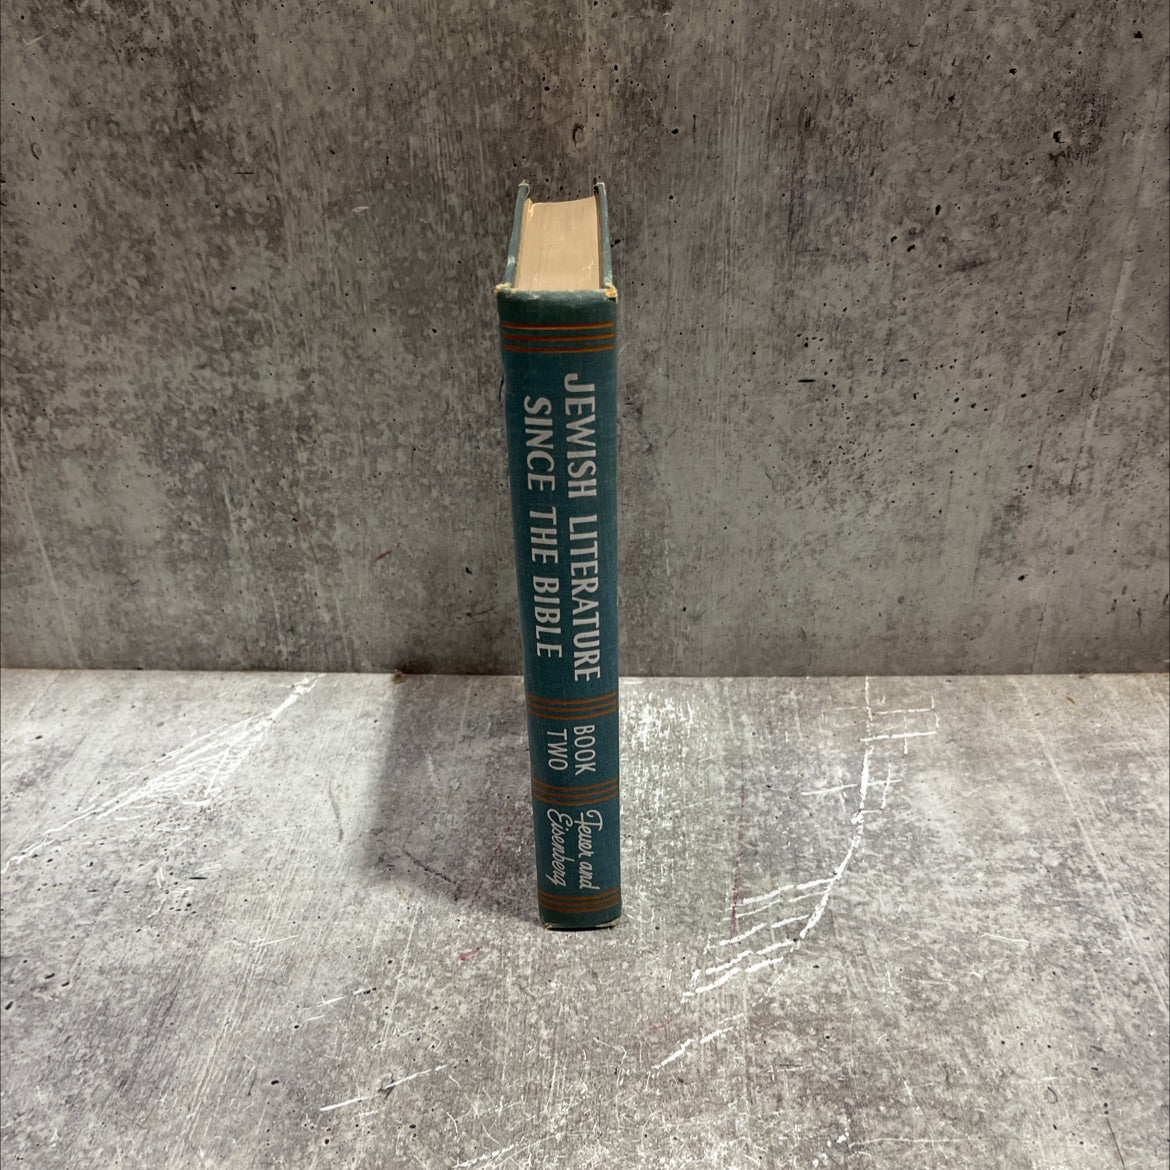 JEWISH LITERATURE
SINCE THE BIBLE
BOOK
TWO
Feuer and
Eisenberg